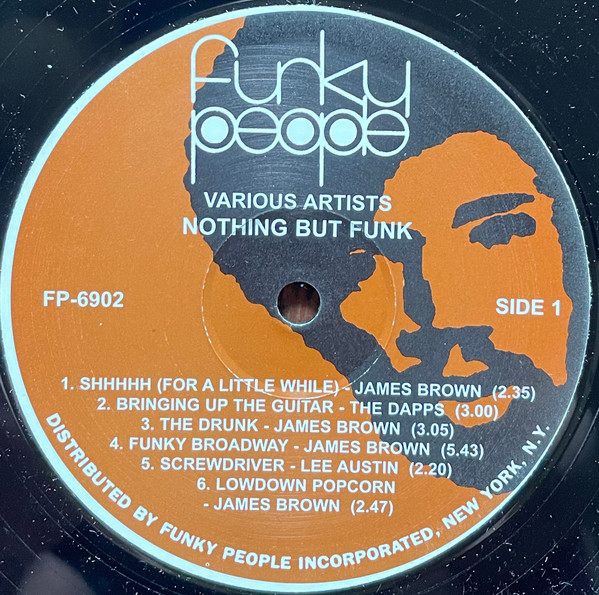 funky
people
VARIOUS ARTISTS
NOTHING BUT FUNK
FP-6902
SIDE 1
1. SHHHHH (FOR A LITTLE WHILE) - JAMES BROWN (2.35)
2. BRINGING UP THE GUITAR - THE DAPPS (3.00)
3. THE DRUNK - JAMES BROWN (3.05)
4. FUNKY BROADWAY - JAMES BROWN (5.43)
5. SCREWDRIVER - LEE AUSTIN (2.20)
6. LOWDOWN POPCORN
- JAMES BROWN (2.47)
DISTRIBUTED BY FUNKY PEOPLE INCORPORATED, NEW YORK, N.Y.